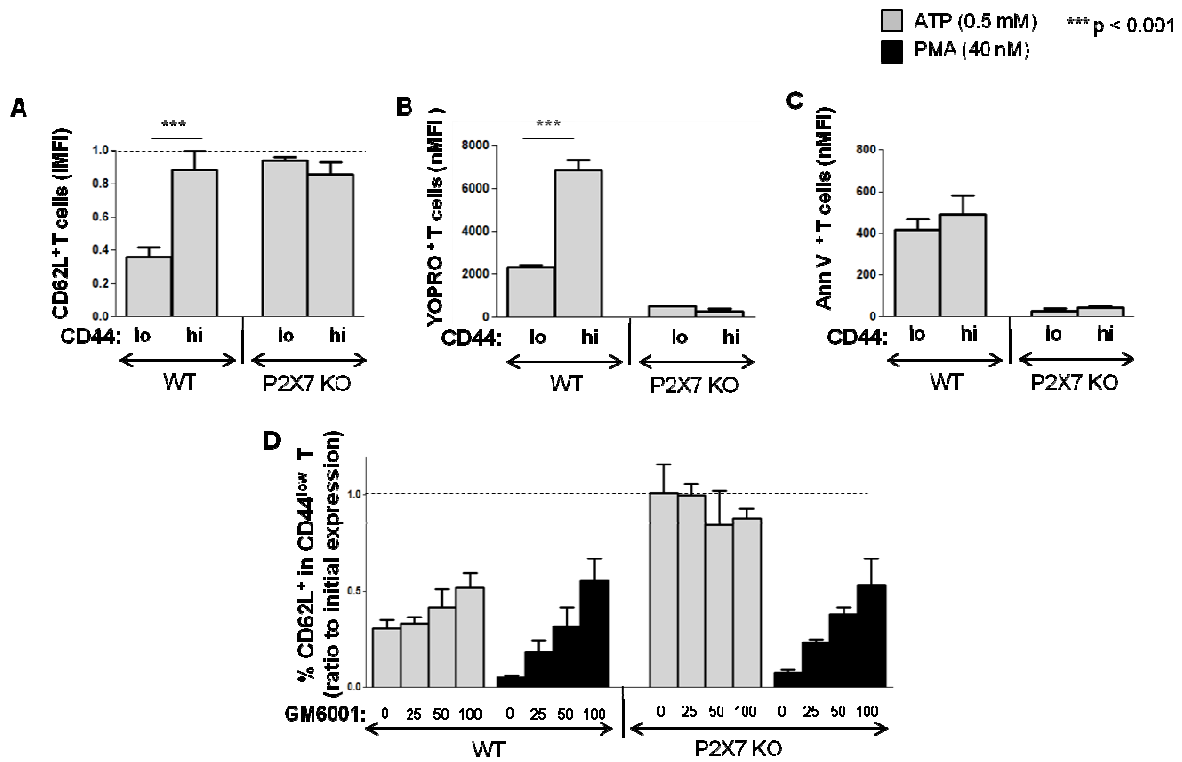 ATP (0.5 mM) ***p < 0.001
PMA (40 nM)
A
CD62L+ T cells (IMFI)
***
1.0
0.8
0.6
0.4
0.2
0.0
CD44: lo hi lo hi
WT P2X7 KO
B
YOPRO + T cells (nMFI)
***
8000
6000
4000
2000
0
CD44: lo hi lo hi
WT P2X7 KO
C
Ann V + T cells (nMFI)
800
600
400
200
0
CD44: lo hi lo hi
WT P2X7 KO
D
% CD62L+ in CD44low T
(ratio to initial expression)
1.0
0.5
0.0
GM6001: 0 25 50 100 0 25 50 100 0 25 50 100 0 25 50 100
WT P2X7 KO